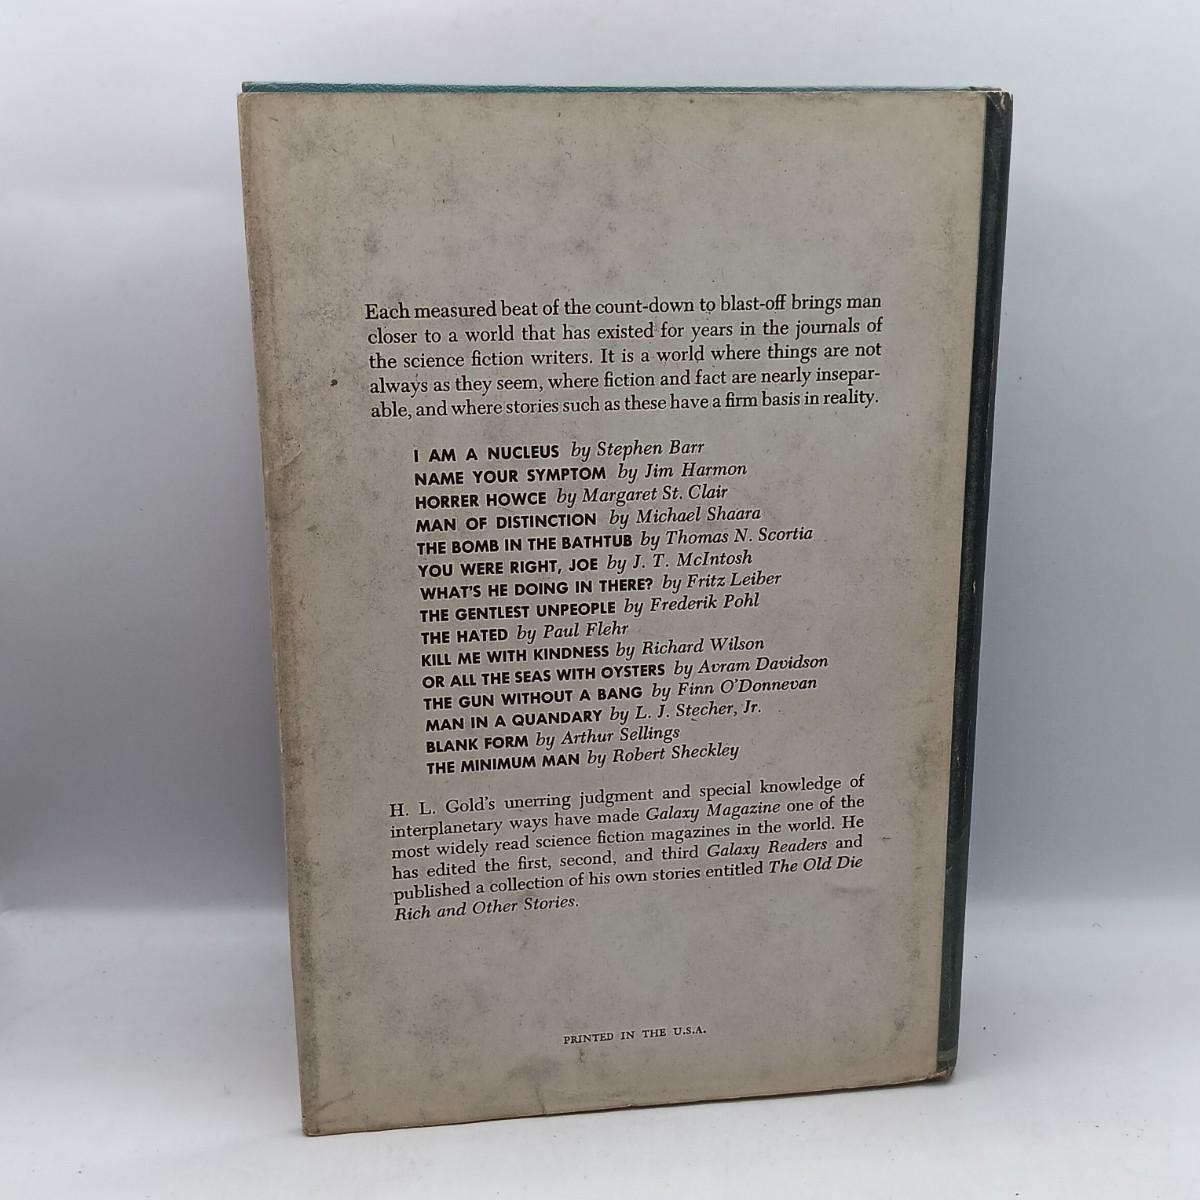 Each measured beat of the count-down to blast-off brings man
closer to a world that has existed for years in the journals of
the science fiction writers. It is a world where things are not
always as they seem, where fiction and fact are nearly insepar-
able, and where stories such as these have a firm basis in reality.
I AM A NUCLEUS by Stephen Barr
NAME YOUR SYMPTOM by Jim Harmon
HORRER HOWCE by Margaret St. Clair
MAN OF DISTINCTION by Michael Shaara
THE BOMB IN THE BATHTUB by Thomas N. Scortia
YOU WERE RIGHT, JOE by J. T. McIntosh
WHAT'S HE DOING IN THERE? by Fritz Leiber
THE GENTLEST UNPEOPLE by Frederik Pohl
THE HATED by Paul Flehr
KILL ME WITH KINDNESS by Richard Wilson
OR ALL THE SEAS WITH OYSTERS by Avram Davidson
THE GUN WITHOUT A BANG by Finn O'Donnevan
MAN IN A QUANDARY by L. J. Stecher, Jr.
BLANK FORM by Arthur Sellings
THE MINIMUM MAN by Robert Sheckley
H. L. Gold's unerring judgment and special knowledge of
interplanetary ways have made Galaxy Magazine one of the
most widely read science fiction magazines in the world. He
has edited the first, second, and third Galaxy Readers and
published a collection of his own stories entitled The Old Die
Rich and Other Stories.
PRINTED IN THE U.S.A.